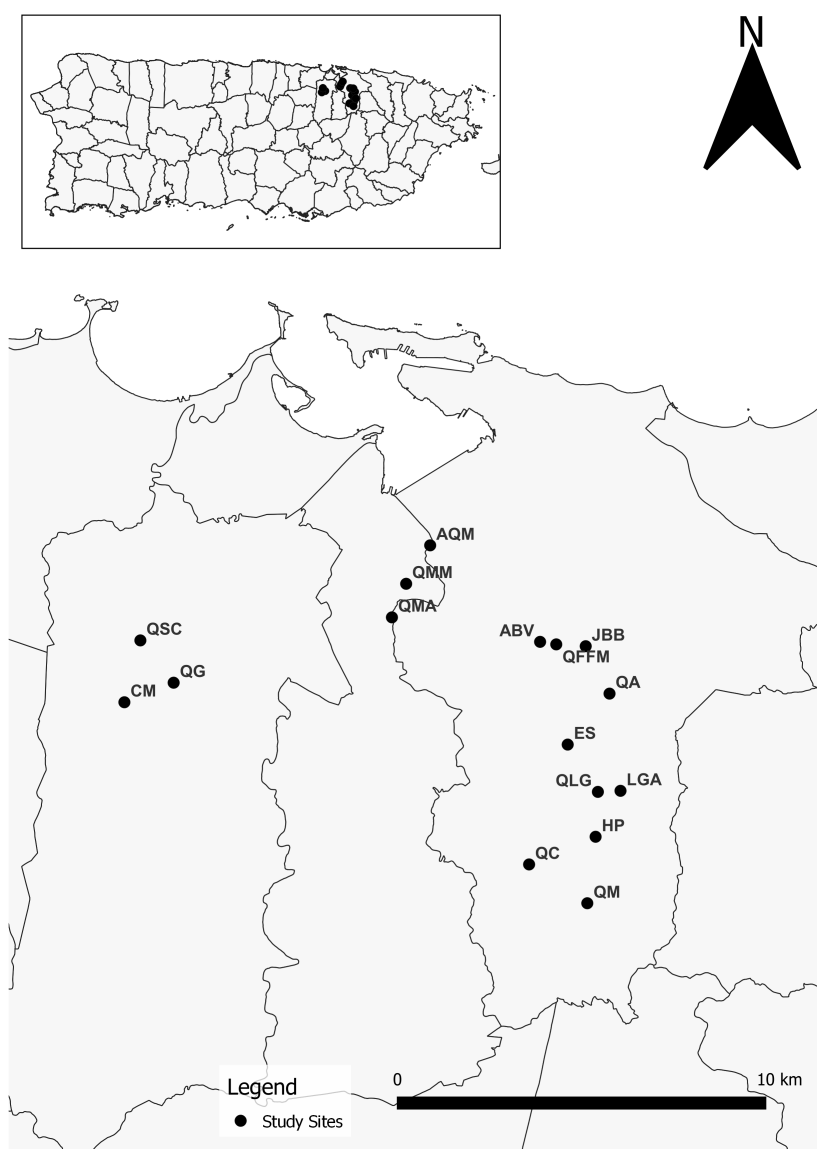 N
AQM
QMM
QMA
ABV
JBB
QSC
QFFM
QG
QA
CM
ES
QLG
LGA
HP
QC
QM
Legend
Study Sites
0
10 km